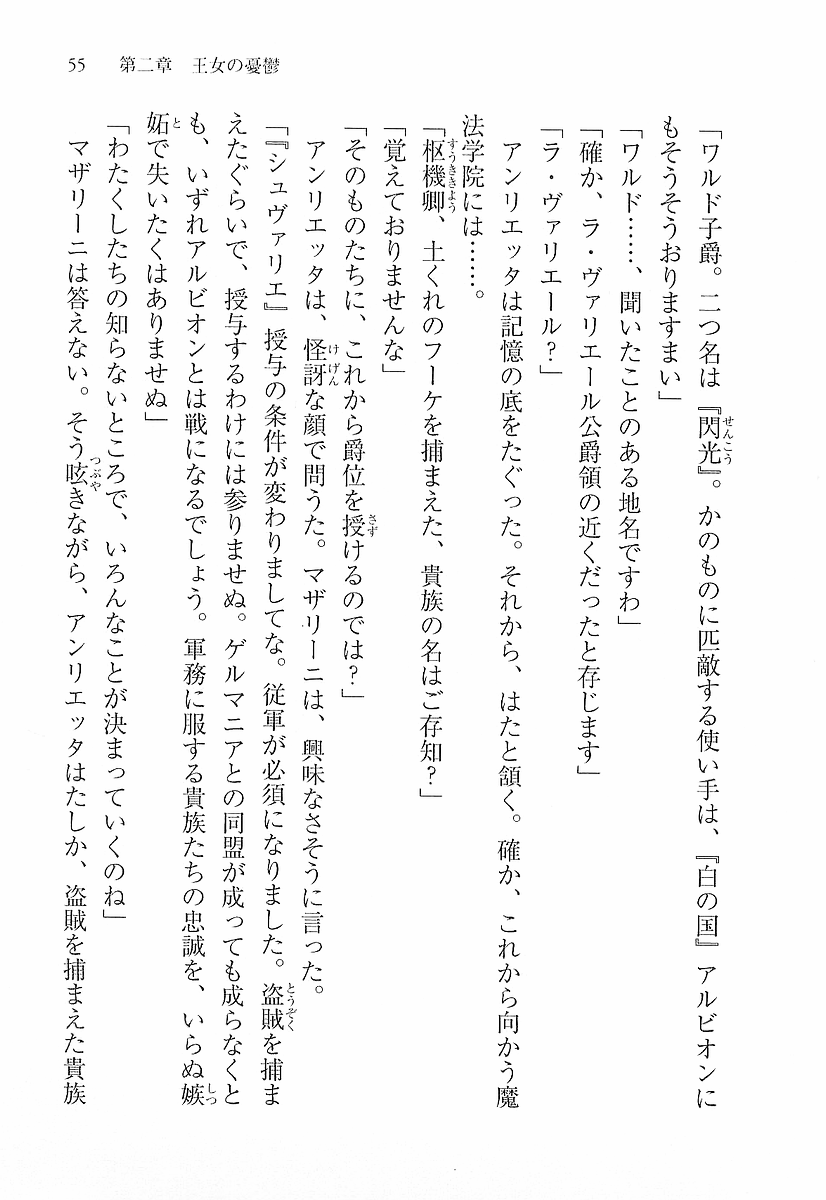 55　第二章　王女の憂鬱
「ワルド子爵。二つ名は『閃光』。かのものに匹敵する使い手は、『白の国』アルビオンに
もそうそうおりますまい」
「ワルド……、聞いたことのある地名ですわ」
「確か、ラ・ヴァリエール公爵領の近くだったと存じます」
「ラ・ヴァリエール？」
　アンリエッタは記憶の底をたぐった。それから、はたと頷く。確か、これから向かう魔
法学院には……。
「枢機卿、土くれのフーケを捕まえた、貴族の名はご存知？」
「覚えておりませんな」
「そのものたちに、これから爵位を授けるのでは？」
　アンリエッタは、怪訝な顔で問うた。マザリーニは、興味なさそうに言った。
「『シュヴァリエ』授与の条件が変わりましてな。従軍が必須になりました。盗賊を捕ま
えたぐらいで、授与するわけには参りませぬ。ゲルマニアとの同盟が成っても成らなくと
も、いずれアルビオンとは戦になるでしょう。軍務に服する貴族たちの忠誠を、いらぬ嫉
妬で失いたくはありませぬ」
「わたくしたちの知らないところで、いろんなことが決まっていくのね」
　マザリーニは答えない。そう呟きながら、アンリエッタはたしか、盗賊を捕まえた貴族